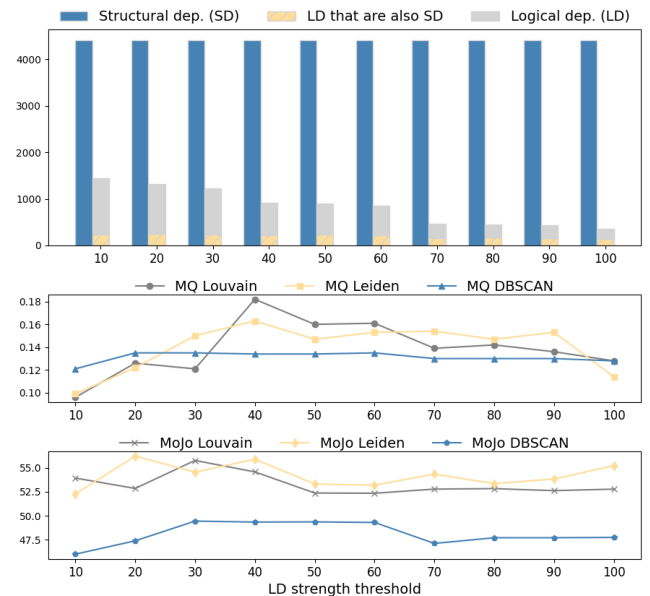 Structural dep. (SD) LD that are also SD Logical dep. (LD)
4000
3000
2000
1000
0
10 20 30 40 50 60 70 80 90 100
MQ Louvain MQ Leiden MQ DBSCAN
0.18
0.16
0.14
0.12
0.10
10 20 30 40 50 60 70 80 90 100
MoJo Louvain MoJo Leiden MoJo DBSCAN
55.0
52.5
50.0
47.5
10 20 30 40 50 60 70 80 90 100
LD strength threshold